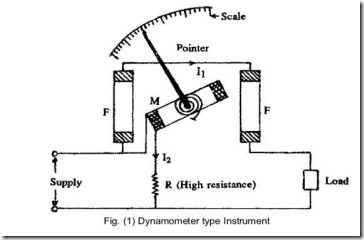 Scale
Pointer
I1
M
F
F
I2
Supply
R (High resistance)
Load
Fig. (1) Dynamometer type Instrument